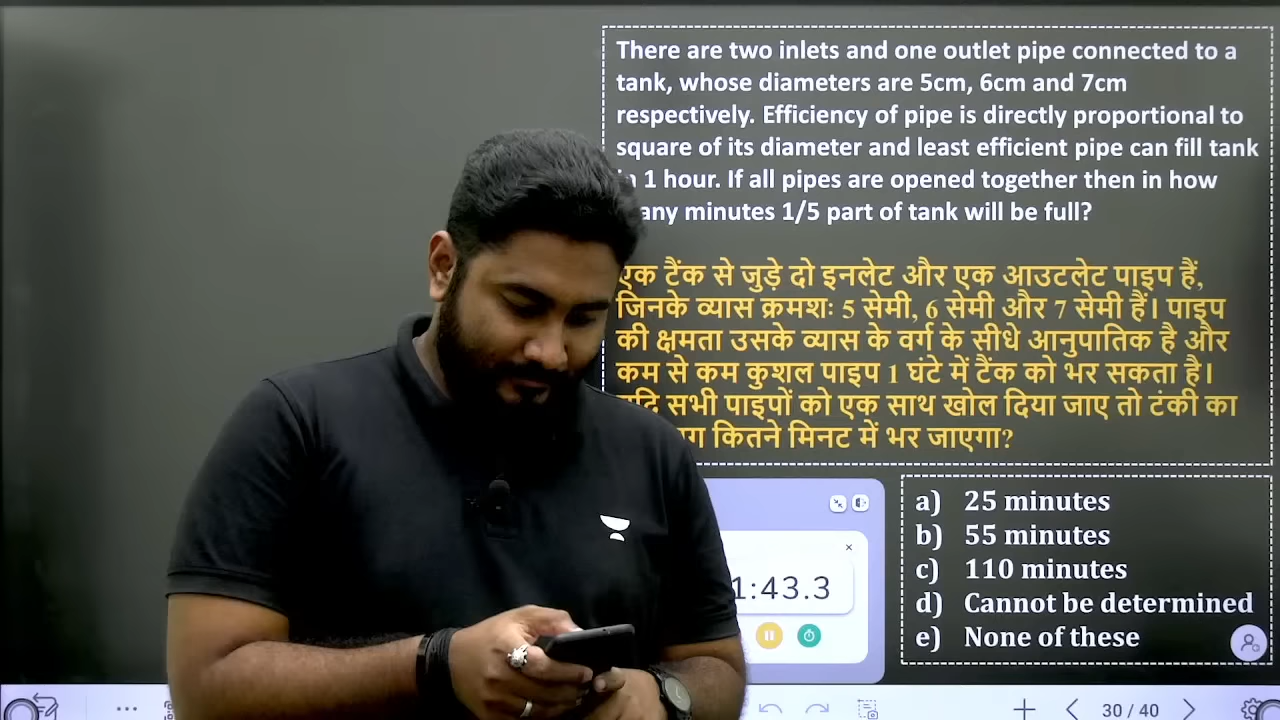 There are two inlets and one outlet pipe connected to a
tank, whose diameters are 5cm, 6cm and 7cm
respectively. Efficiency of pipe is directly proportional to
square of its diameter and least efficient pipe can fill tank
1 hour. If all pipes are opened together then in how
minutes 1/5 part of tank will be full?
एक टैंक से जुड़े दो इनलेट और एक आउटलेट पाइप हैं,
जिनके व्यास क्रमशः 5 सेमी, 6 सेमी और 7 सेमी हैं। पाइप
की क्षमता उसके व्यास के वर्ग के सीधे आनुपातिक है और
कम से कम कुशल पाइप 1 घंटे में टैंक को भर सकता है।
सभी पाइपों को एक साथ खोल दिया जाए तो टंकी का
कितने मिनट में भर जाएगा?
a) 25 minutes
b) 55 minutes
c) 110 minutes
d) Cannot be determined
e) None of these
1:43.3
30 / 40